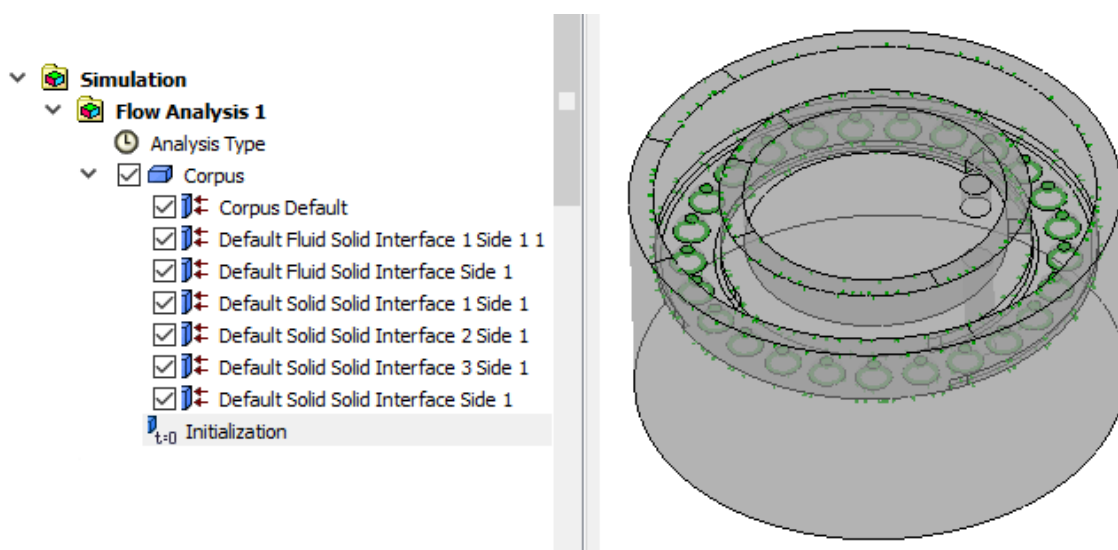 Simulation
Flow Analysis 1
Analysis Type
Corpus
Corpus Default
Default Fluid Solid Interface 1 Side 1 1
Default Fluid Solid Interface Side 1
Default Solid Solid Interface 1 Side 1
Default Solid Solid Interface 2 Side 1
Default Solid Solid Interface 3 Side 1
Default Solid Solid Interface Side 1
t=0 Initialization